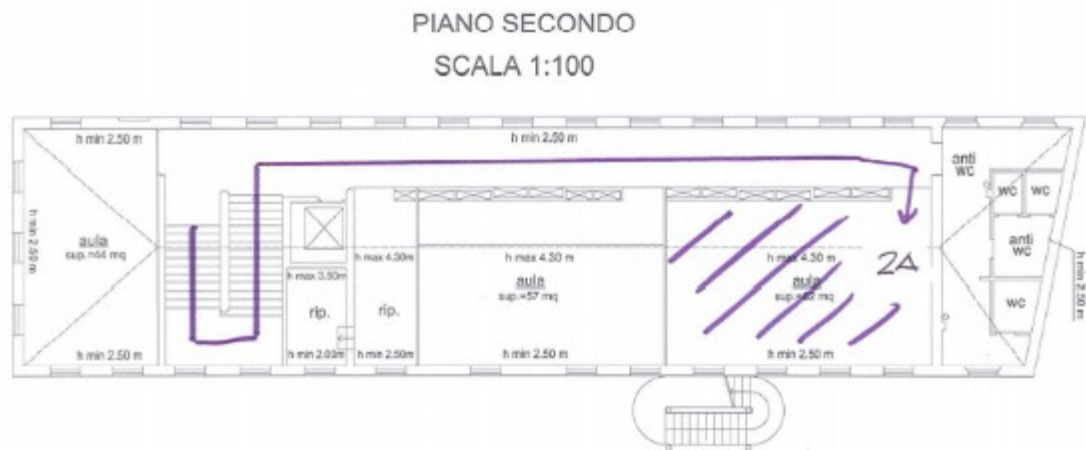 PIANO SECONDO
SCALA 1:100
h min 2.50 m
h min 2.50 m
anti
wc
wc
wc
h min 2.50 m
aula
sup.=44 mq
h max 4.30m
h max 4.30 m
h max 4.30 m
2A
anti
wc
h min 2.50 m
h max 3.50m
aula
sup.=57 mq
aula
rip.
rip.
wc
h min 2.50 m
h min 2.00m
h min 2.50m
h min 2.50 m
h min 2.50 m